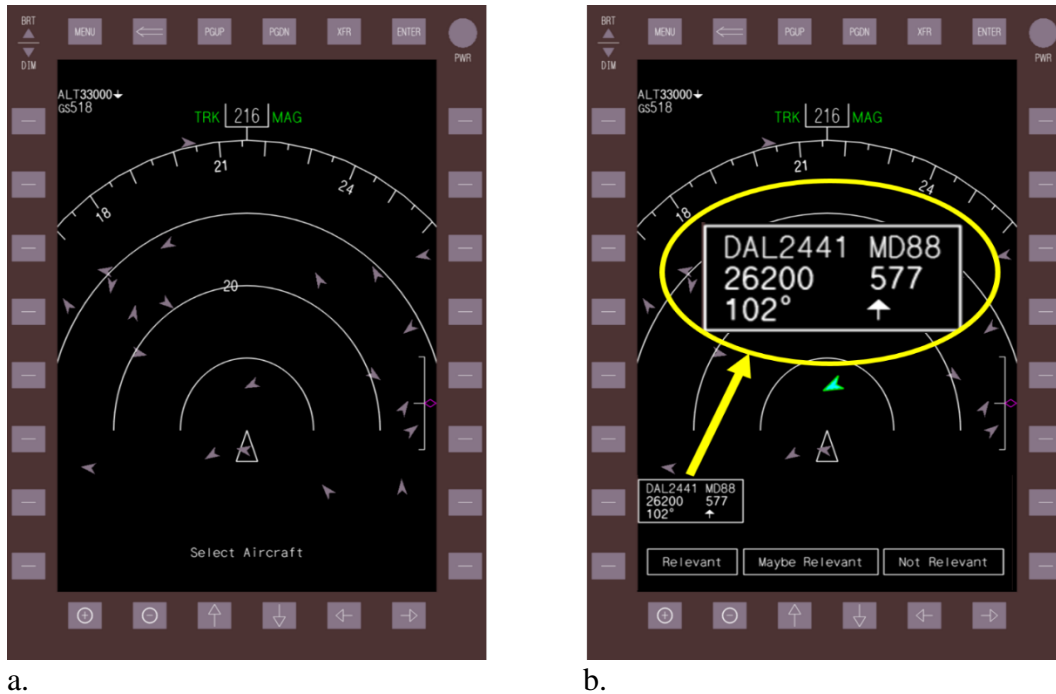 BRT
DIM
MENU
PGUP
PGDN
XFR
ENTER
PWR
ALT33000
GS518
TRK 216 MAG
18
21
24
20
Select Aircraft
a.
BRT
DIM
MENU
PGUP
PGDN
XFR
ENTER
PWR
ALT33000
GS518
TRK 216 MAG
18
21
24
DAL2441 MD88
26200 577
102°
DAL2441 MD88
26200 577
102°
Relevant Maybe Relevant Not Relevant
b.